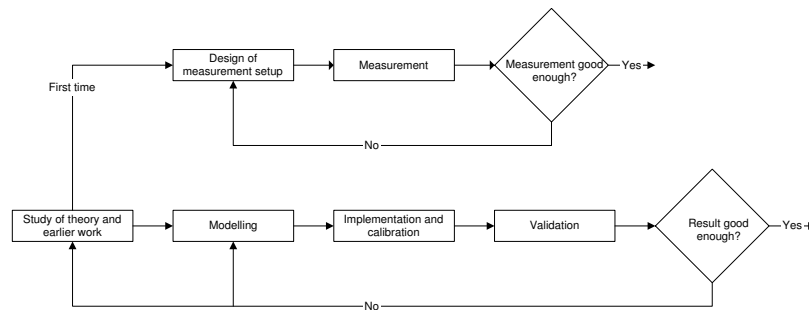 Design of
measurement setup
Measurement
Measurement good
enough?
Yes
First time
No
Study of theory and
earlier work
Modelling
Implementation and
calibration
Validation
Result good
enough?
Yes
No